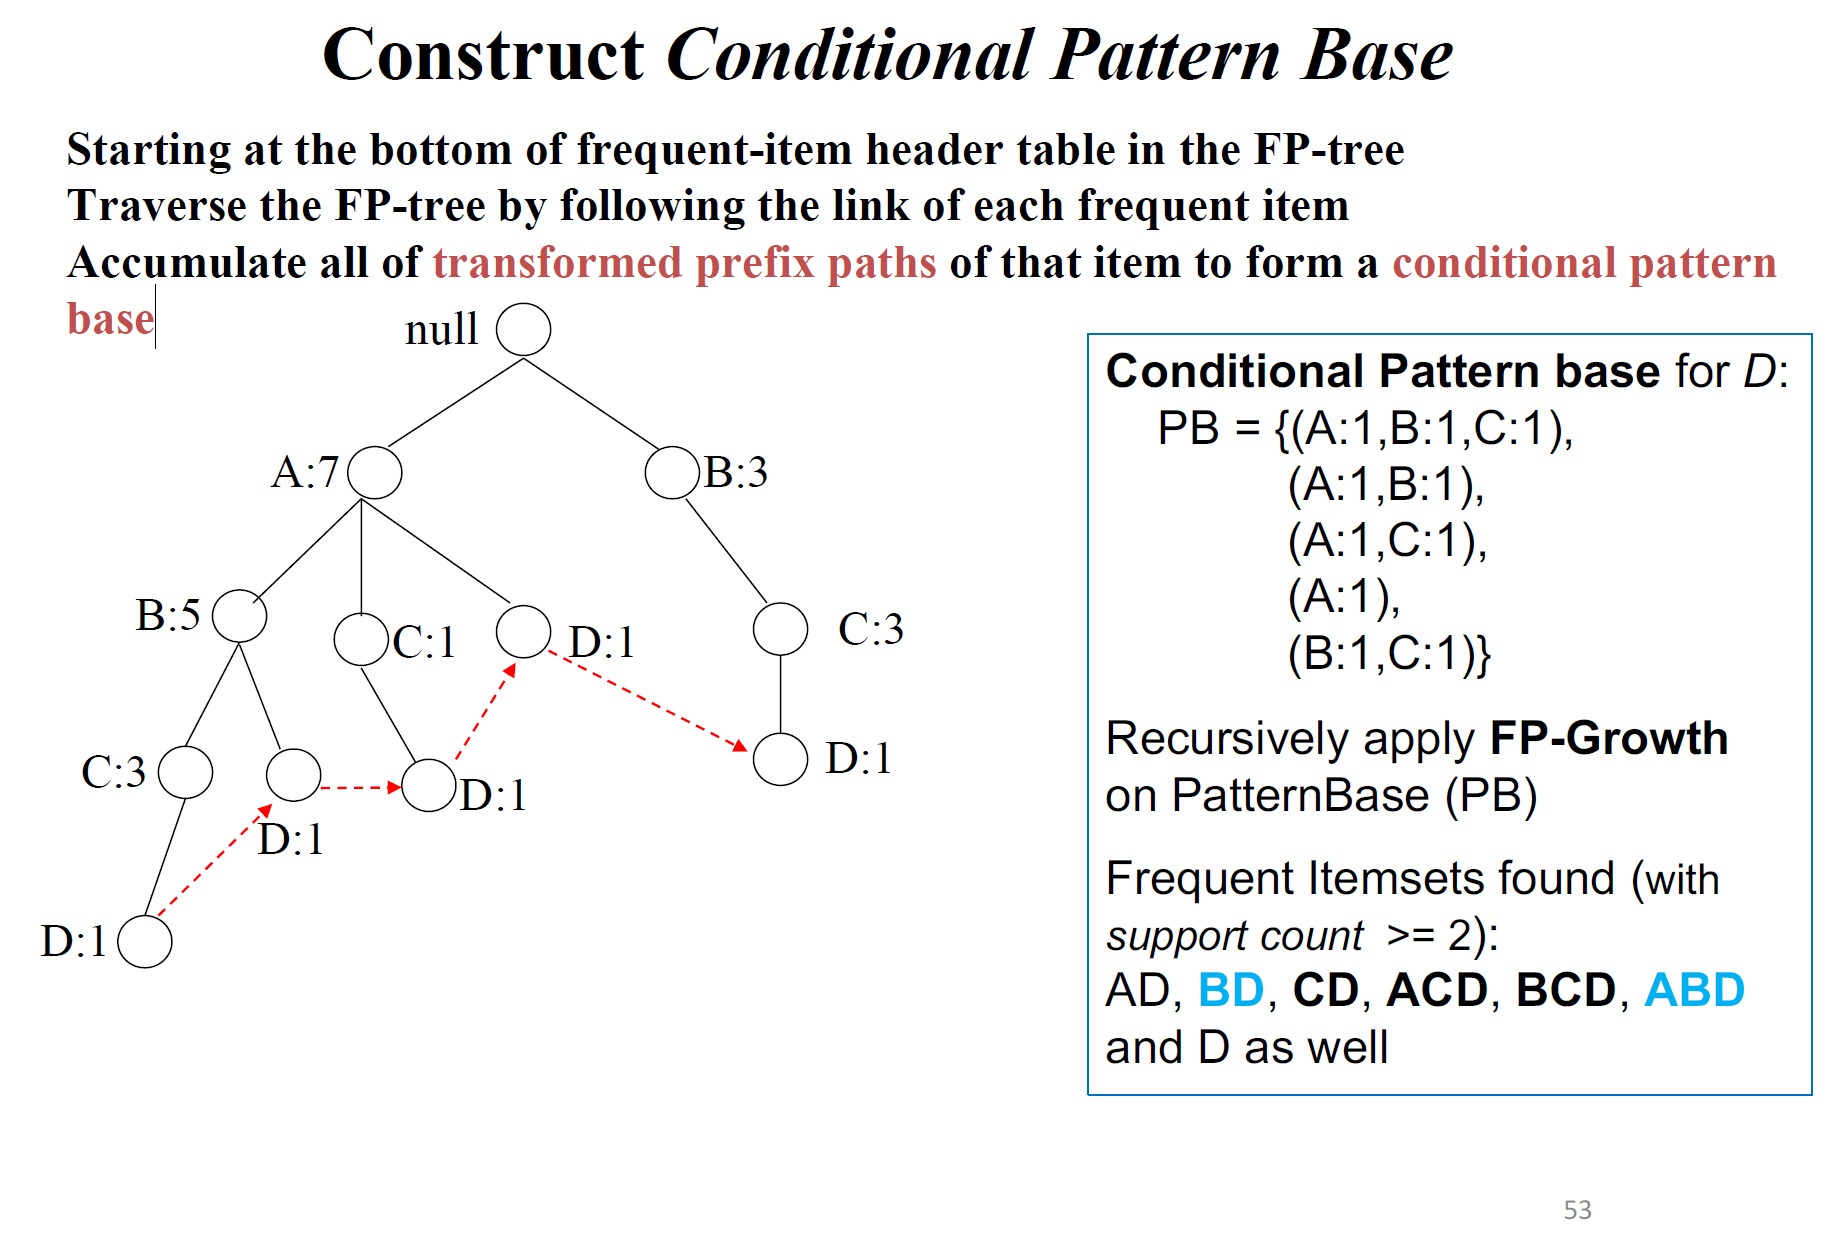 Construct Conditional Pattern Base
Starting at the bottom of frequent-item header table in the FP-tree
Traverse the FP-tree by following the link of each frequent item
Accumulate all of transformed prefix paths of that item to form a conditional pattern
base
null
A:7
B:3
B:5
C:1
D:1
C:3
C:3
D:1
D:1
D:1
D:1
Conditional Pattern base for D:
PB = {(A:1,B:1,C:1),
(A:1,B:1),
(A:1,C:1),
(A:1),
(B:1,C:1)}
Recursively apply FP-Growth
on PatternBase (PB)
Frequent Itemsets found (with
support count >= 2):
AD, BD, CD, ACD, BCD, ABD
and D as well
53